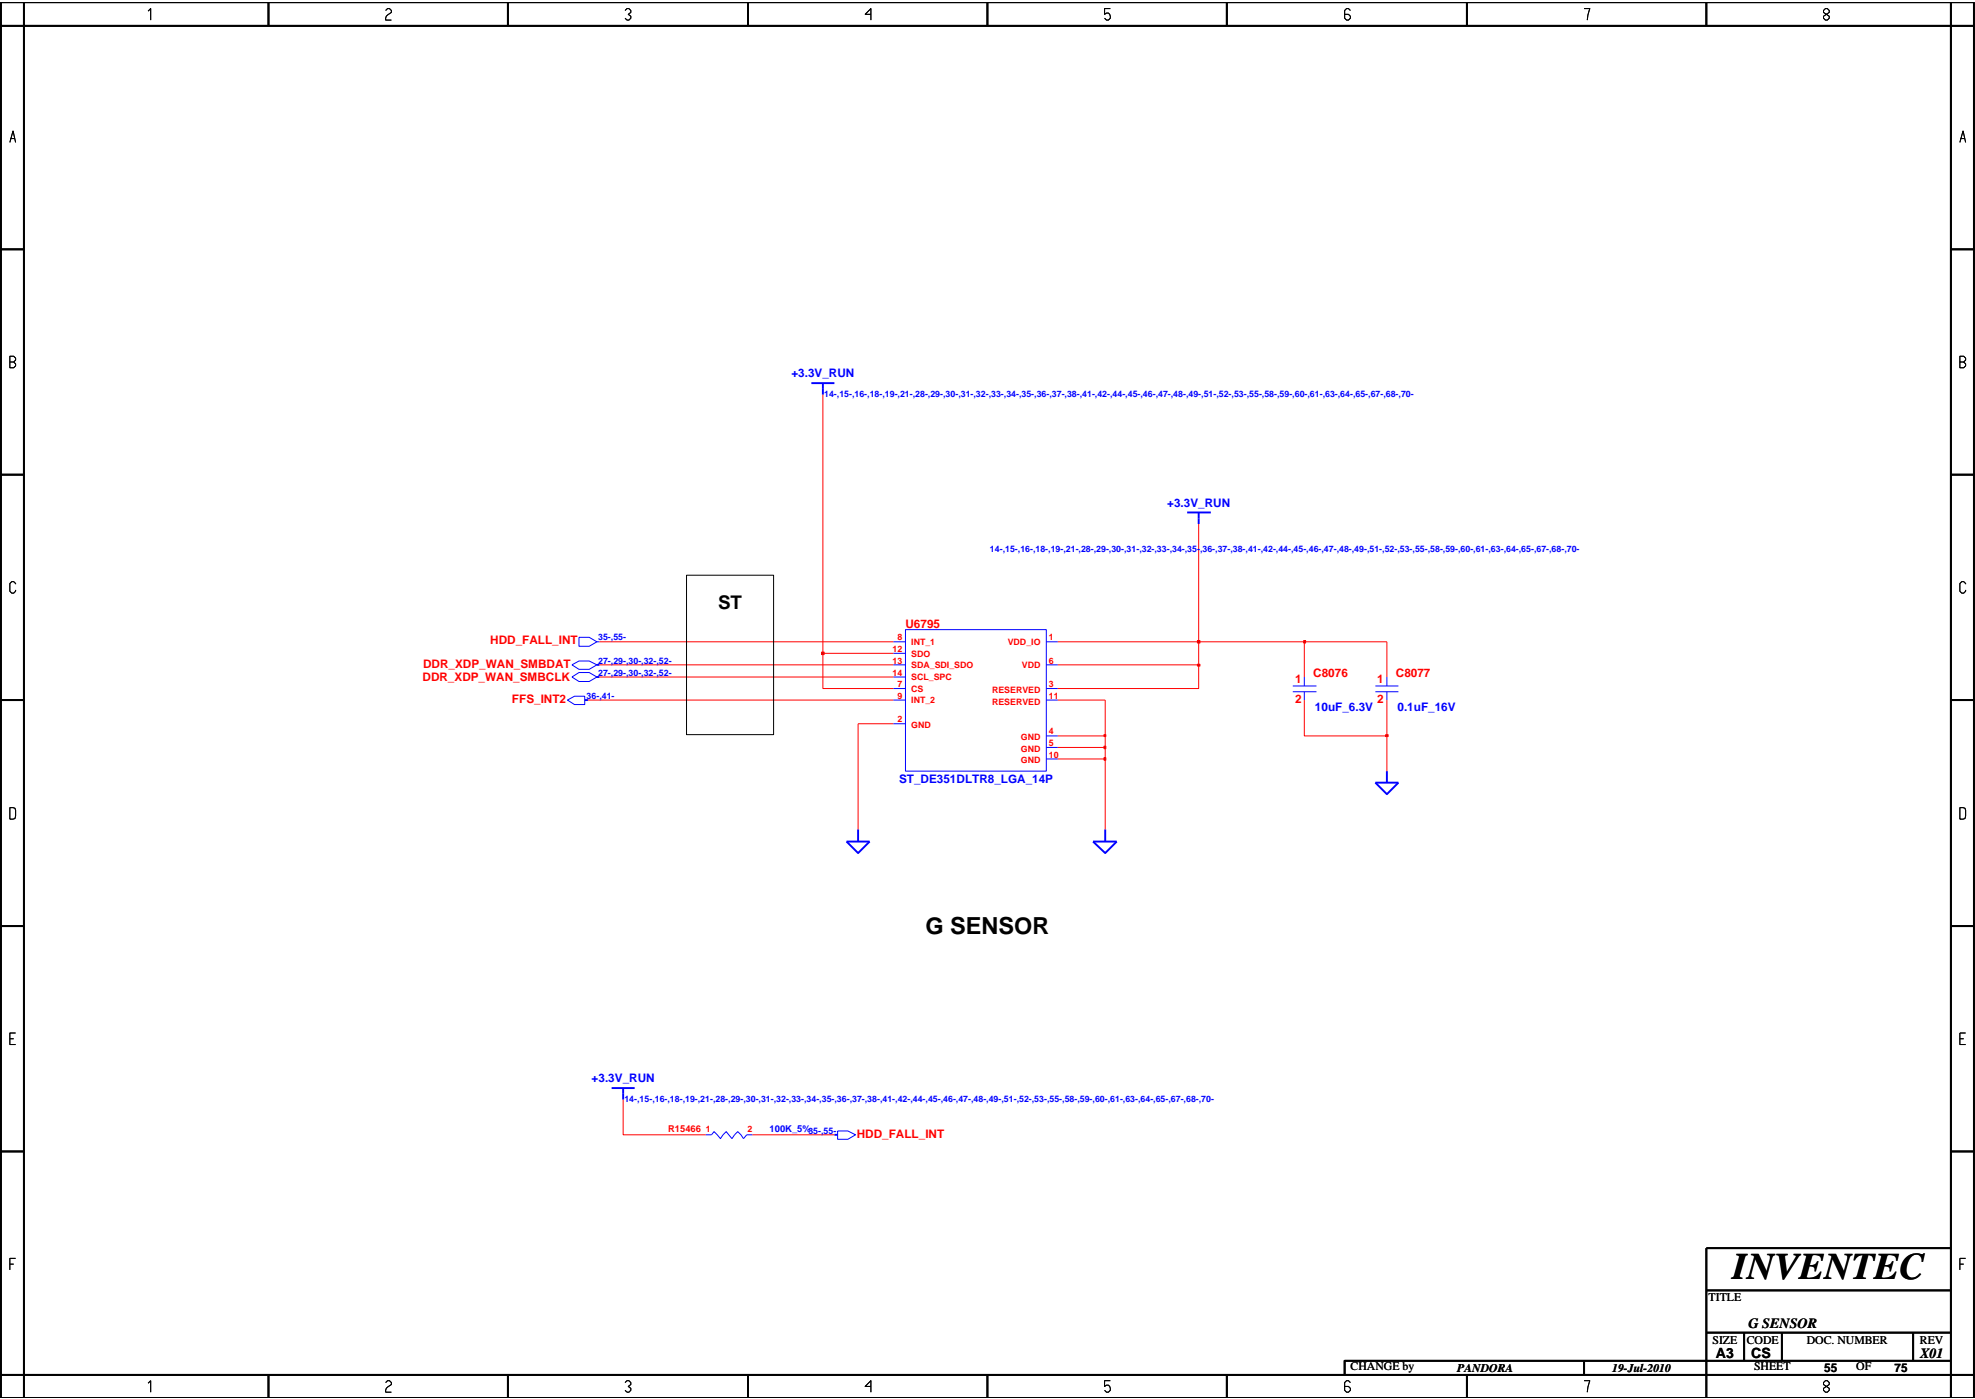 1 2 3 4 5 6 7 8
A A
B B
+3.3V_RUN
14-,15-,16-,18-,19-,21-,28-,29-,30-,31-,32-,33-,34-,35-,36-,37-,38-,41-,42-,44-,45-,46-,47-,48-,49-,51-,52-,53-,55-,58-,59-,60-,61-,63-,64-,65-,67-,68-,70-
+3.3V_RUN
14-,15-,16-,18-,19-,21-,28-,29-,30-,31-,32-,33-,34-,35-,36-,37-,38-,41-,42-,44-,45-,46-,47-,48-,49-,51-,52-,53-,55-,58-,59-,60-,61-,63-,64-,65-,67-,68-,70-
C C
ST
U6795
HDD_FALL_INT 35-,55- 8 INT_1 VDD_IO 1
12 SDO
DDR_XDP_WAN_SMBDAT 27-,29-,30-,32-,52- 13 SDA_SDI_SDO VDD 6
DDR_XDP_WAN_SMBCLK 27-,29-,30-,32-,52- 14 SCL_SPC
7 CS RESERVED 3
FFS_INT2 36-,41- 9 INT_2 RESERVED 11
2 GND
GND 4
GND 5
GND 10
ST_DE351DLTR8_LGA_14P
1 C8076 1 C8077
2 10uF_6.3V 2 0.1uF_16V
D D
G SENSOR
E E
+3.3V_RUN
14-,15-,16-,18-,19-,21-,28-,29-,30-,31-,32-,33-,34-,35-,36-,37-,38-,41-,42-,44-,45-,46-,47-,48-,49-,51-,52-,53-,55-,58-,59-,60-,61-,63-,64-,65-,67-,68-,70-
R15466 1 2 100K_5% 35-,55- HDD_FALL_INT
F F
INVENTEC
TITLE
G SENSOR
SIZE CODE DOC. NUMBER REV
A3 CS X01
CHANGE by PANDORA 19-Jul-2010 SHEET 55 OF 75
1 2 3 4 5 6 7 8